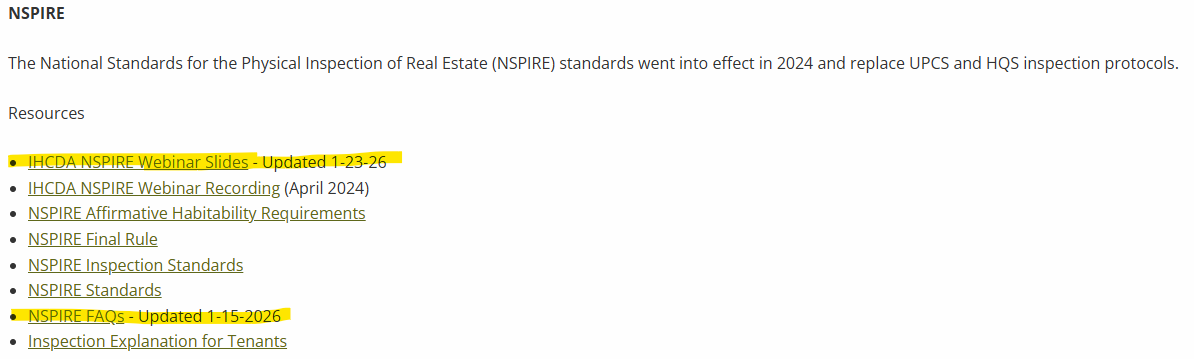 NSPIRE
The National Standards for the Physical Inspection of Real Estate (NSPIRE) standards went into effect in 2024 and replace UPCS and HQS inspection protocols.
Resources
• IHCDA NSPIRE Webinar Slides - Updated 1-23-26
• IHCDA NSPIRE Webinar Recording (April 2024)
• NSPIRE Affirmative Habitability Requirements
• NSPIRE Final Rule
• NSPIRE Inspection Standards
• NSPIRE Standards
• NSPIRE FAQs - Updated 1-15-2026
• Inspection Explanation for Tenants